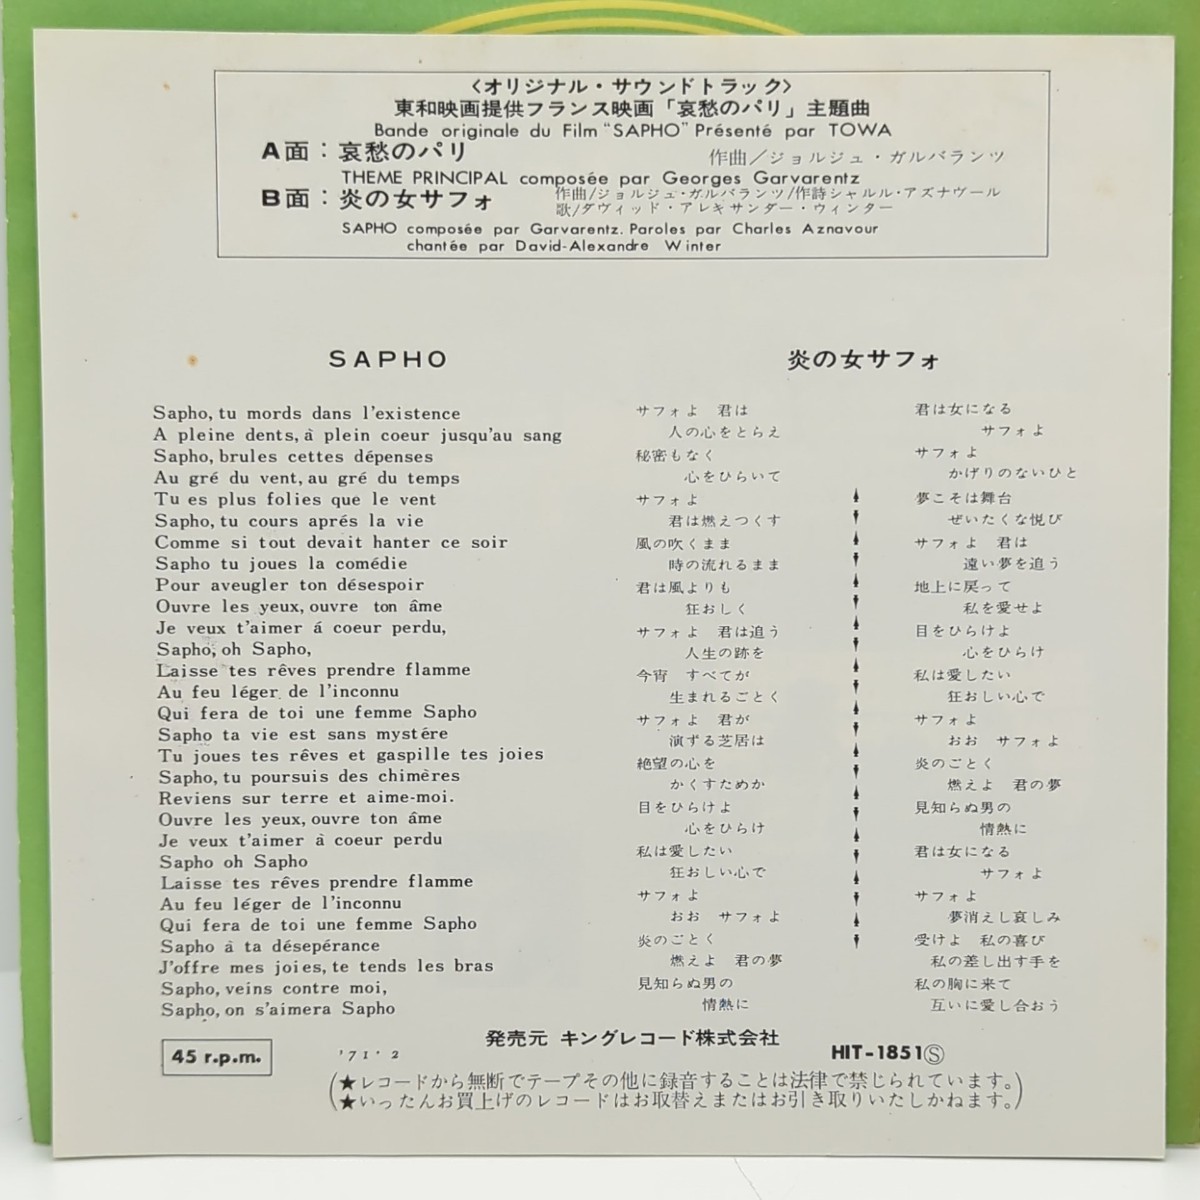 〈オリジナル・サウンドトラック〉
東和映画提供フランス映画「哀愁のパリ」主題曲
Bande originale du Film "SAPHO" Présenté par TOWA
A面：哀愁のパリ 作曲/ジョルジュ・ガルバランツ
THEME PRINCIPAL composée par Georges Garvarentz
B面：炎の女サフォ 作曲/ジョルジュ・ガルバランツ/作詩シャルル・アズナヴール
歌/ダヴィッド・アレキサンダー・ウィンター
SAPHO composée par Garvarentz. Paroles par Charles Aznavour
chantée par David-Alexandre Winter
SAPHO
Sapho, tu mords dans l'existence
A pleine dents, à plein coeur jusqu'au sang
Sapho, brules cettes dépenses
Au gré du vent, au gré du temps
Tu es plus folies que le vent
Sapho, tu cours aprés la vie
Comme si tout devait hanter ce soir
Sapho tu joues la comédie
Pour aveugler ton désespoir
Ouvre les yeux, ouvre ton âme
Je veux t'aimer á coeur perdu,
Sapho, oh Sapho,
Laisse tes rêves prendre flamme
Au feu léger de l'inconnu
Qui fera de toi une femme Sapho
Sapho ta vie est sans mystére
Tu joues tes rêves et gaspille tes joies
Sapho, tu poursuis des chimères
Reviens sur terre et aime-moi.
Ouvre les yeux, ouvre ton âme
Je veux t'aimer à coeur perdu
Sapho oh Sapho
Laisse tes rêves prendre flamme
Au feu léger de l'inconnu
Qui fera de toi une femme Sapho
Sapho à ta désepérance
J'offre mes joies, te tends les bras
Sapho, veins contre moi,
Sapho, on s'aimera Sapho
炎の女サフォ
サフォよ 君は
人の心をとらえ
秘密もなく
心をひらいて
サフォよ
君は燃えつくす
風の吹くまま
時の流れるまま
君は風よりも
狂おしく
サフォよ 君は追う
人生の跡を
今宵 すべてが
生まれるごとく
サフォよ 君が
演ずる芝居は
絶望の心を
かくすためか
目をひらけよ
心をひらけ
私は愛したい
狂おしい心で
サフォよ
おお サフォよ
炎のごとく
燃えよ 君の夢
見知らぬ男の
情熱に
君は女になる
サフォよ
サフォよ
かげりのないひと
夢こそは舞台
ぜいたくな悦び
サフォよ 君は
遠い夢を追う
地上に戻って
私を愛せよ
目をひらけよ
心をひらけ
私は愛したい
狂おしい心で
サフォよ
おお サフォよ
炎のごとく
燃えよ 君の夢
見知らぬ男の
情熱に
君は女になる
サフォよ
サフォよ
夢消えし哀しみ
受けよ 私の喜び
私の差し出す手を
私の胸に来て
互いに愛し合おう
発売元 キングレコード株式会社
45 r.p.m. '71・2 HIT-1851Ⓢ
(★レコードから無断でテープその他に録音することは法律で禁じられています。
★いったんお買上げのレコードはお取替えまたはお引き取りいたしかねます。)